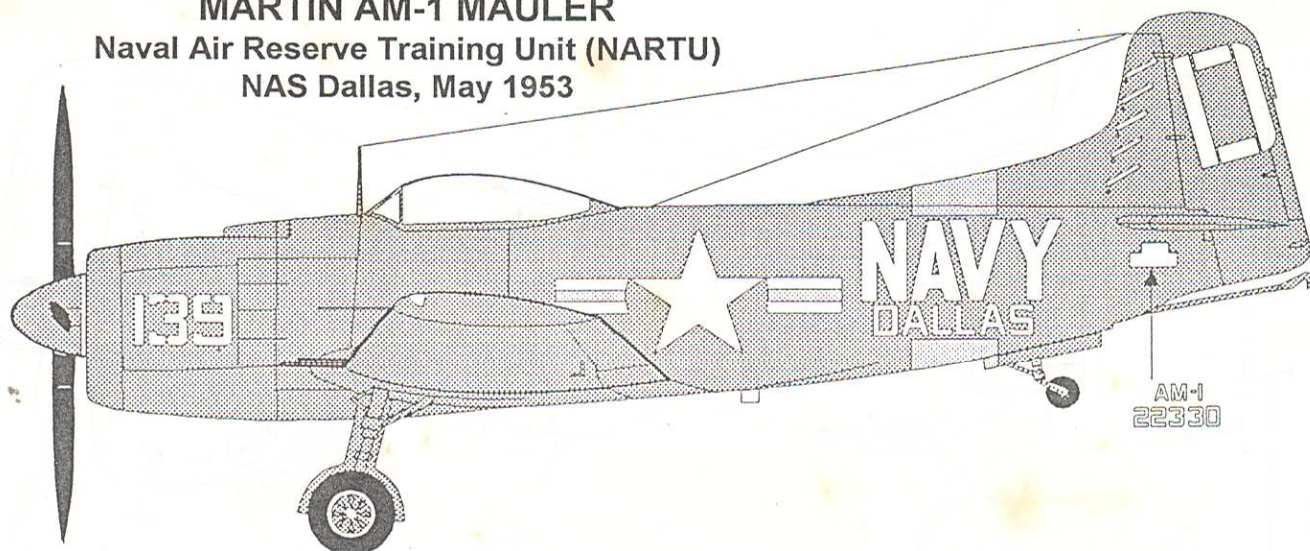 MARTIN AM-1 MAULER
Naval Air Reserve Training Unit (NARTU)
NAS Dallas, May 1953
D
139
NAVY
DALLAS
AM-1
22330